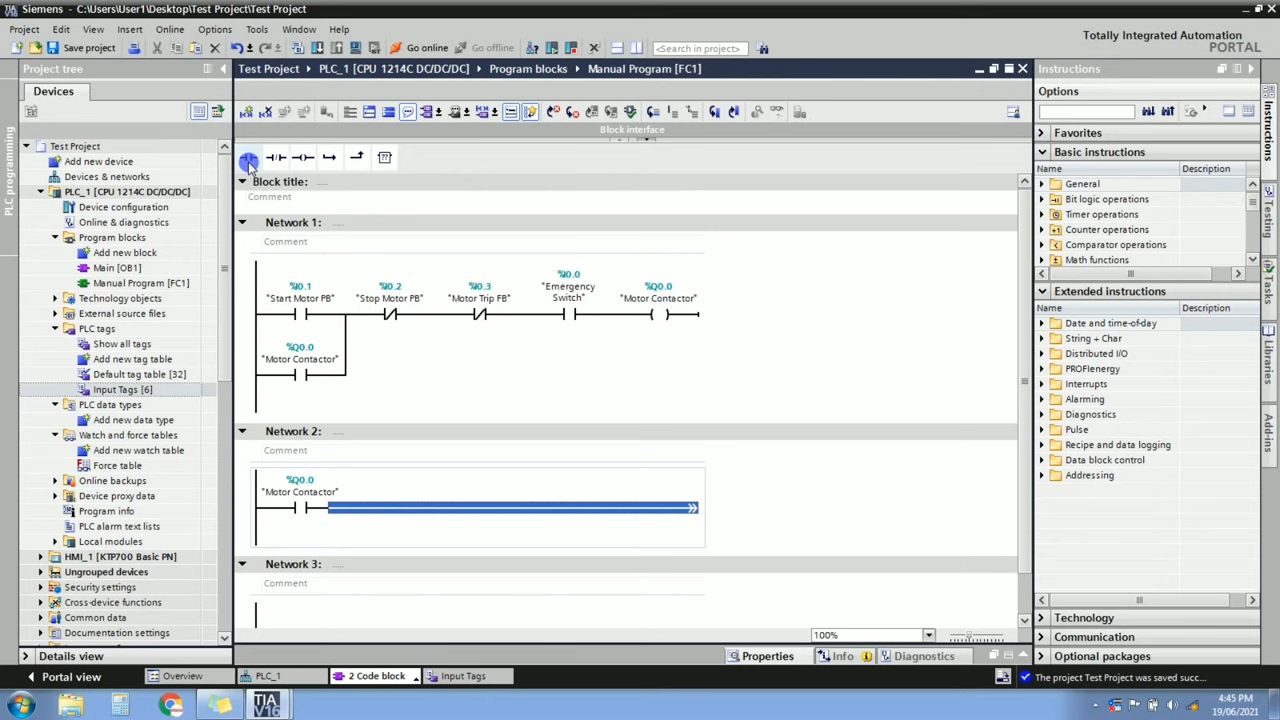 Siemens - C:\Users\User1\Desktop\Test Project\Test Project
Project Edit View Insert Online Options Tools Window Help
Totally Integrated Automation
PORTAL
Save project
Go online
Go offline
<Search in project>
Project tree
Test Project PLC_1 [CPU 1214C DC/DC/DC] Program blocks Manual Program [FC1]
Instructions
Devices
Options
Block interface
Test Project
Add new device
Devices & networks
PLC_1 [CPU 1214C DC/DC/DC]
Device configuration
Online & diagnostics
Program blocks
Add new block
Main [OB1]
Manual Program [FC1]
Technology objects
External source files
PLC tags
Show all tags
Add new tag table
Default tag table [32]
Input Tags [6]
PLC data types
Add new data type
Watch and force tables
Add new watch table
Force table
Online backups
Device proxy data
Program info
PLC alarm text lists
Local modules
HMI_1 [KTP700 Basic PN]
Ungrouped devices
Security settings
Cross-device functions
Common data
Documentation settings
Details view
PLC programming
Block title:
Comment
Network 1:
Comment
%I0.1
"Start Motor PB"
%I0.2
"Stop Motor PB"
%I0.3
"Motor Trip FB"
%I0.0
"Emergency
Switch"
%Q0.0
"Motor Contactor"
%Q0.0
"Motor Contactor"
Network 2:
Comment
%Q0.0
"Motor Contactor"
Network 3:
Comment
100%
Properties
Info
Diagnostics
Favorites
Basic instructions
Name Description
General
Bit logic operations
Timer operations
Counter operations
Comparator operations
Math functions
Extended instructions
Name Description
Date and time-of-day
String + Char
Distributed I/O
PROFIenergy
Interrupts
Alarming
Diagnostics
Pulse
Recipe and data logging
Data block control
Addressing
Technology
Communication
Optional packages
Instructions
Testing
Tasks
Libraries
Add-ins
Portal view
Overview
PLC_1
2 Code block
Input Tags
The project Test Project was saved succ...
TIA
V16
4:45 PM
19/06/2021